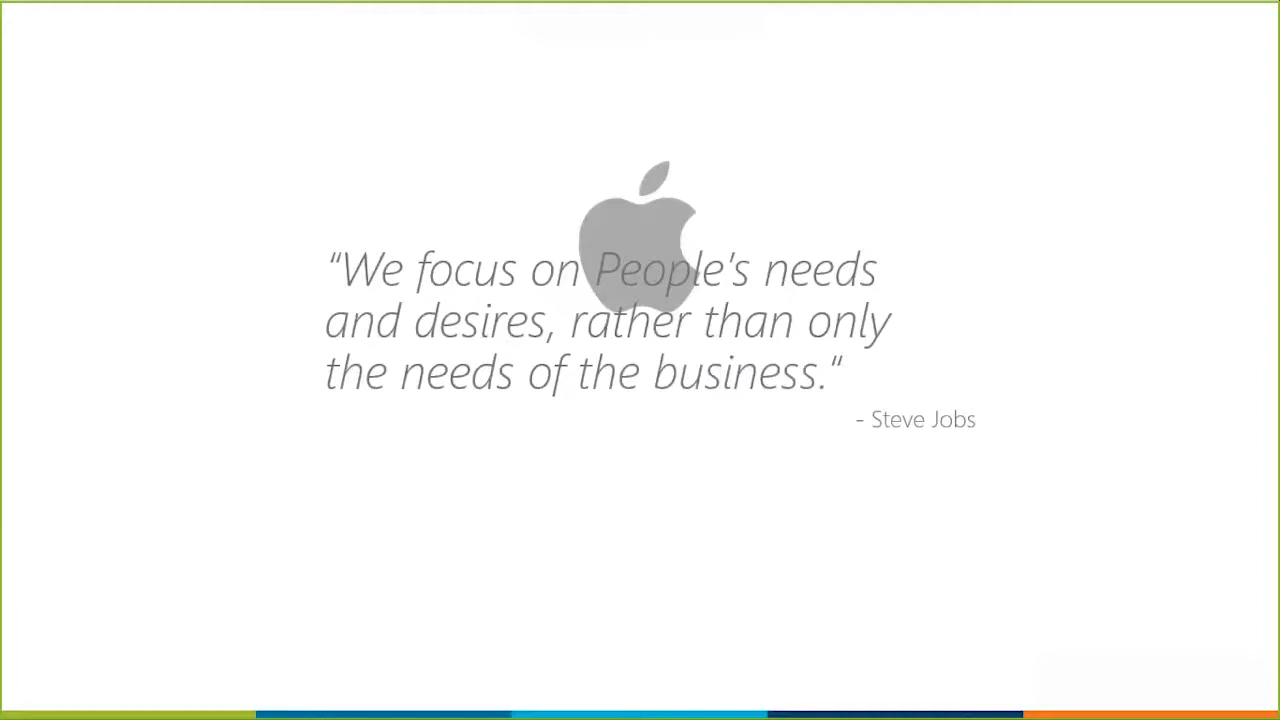 “We focus on People's needs
and desires, rather than only
the needs of the business.“
- Steve Jobs